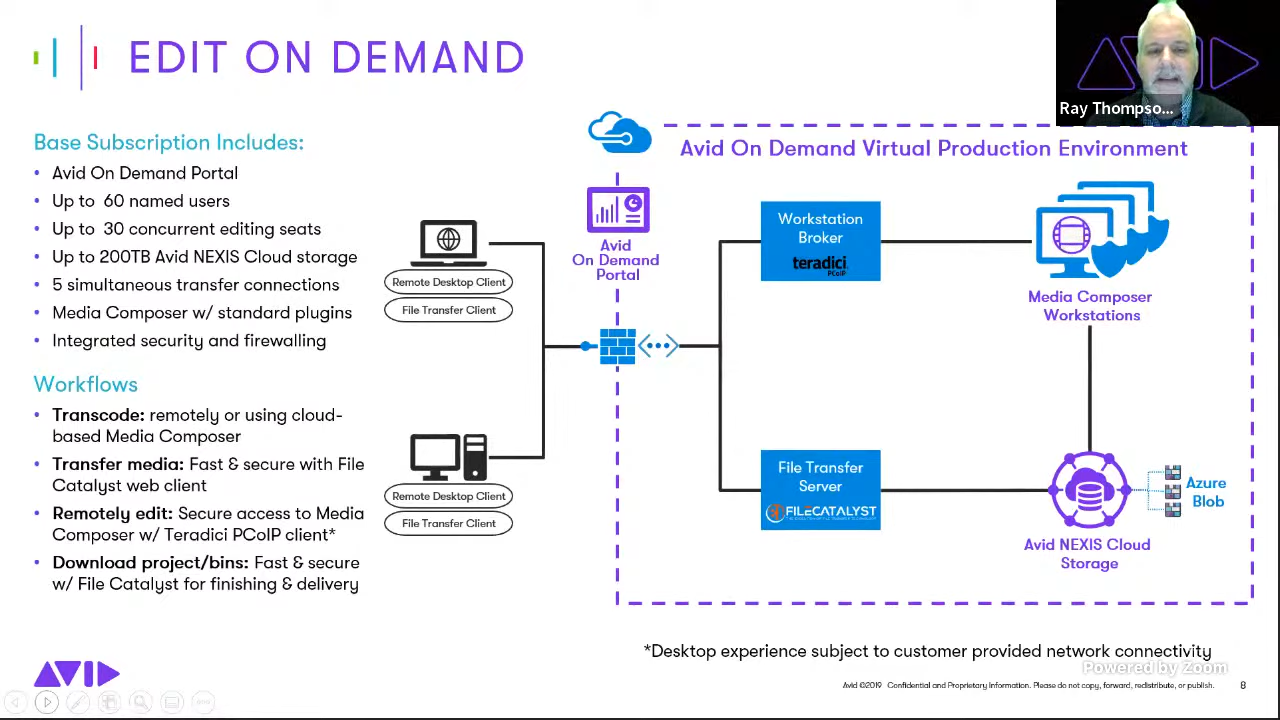 EDIT ON DEMAND
Ray Thompso...
Base Subscription Includes:
• Avid On Demand Portal
• Up to 60 named users
• Up to 30 concurrent editing seats
• Up to 200TB Avid NEXIS Cloud storage
• 5 simultaneous transfer connections
• Media Composer w/ standard plugins
• Integrated security and firewalling
Workflows
• Transcode: remotely or using cloud-
based Media Composer
• Transfer media: Fast & secure with File
Catalyst web client
• Remotely edit: Secure access to Media
Composer w/ Teradici PCoIP client*
• Download project/bins: Fast & secure
w/ File Catalyst for finishing & delivery
Remote Desktop Client
File Transfer Client
Remote Desktop Client
File Transfer Client
Avid
On Demand
Portal
Avid On Demand Virtual Production Environment
Workstation
Broker
teradici
PCoIP
Media Composer
Workstations
File Transfer
Server
FILECATALYST
Avid NEXIS Cloud
Storage
Azure
Blob
*Desktop experience subject to customer provided network connectivity
Powered by Zoom
AVID
Avid ©2019 Confidential and Proprietary Information. Please do not copy, forward, redistribute, or publish.
8